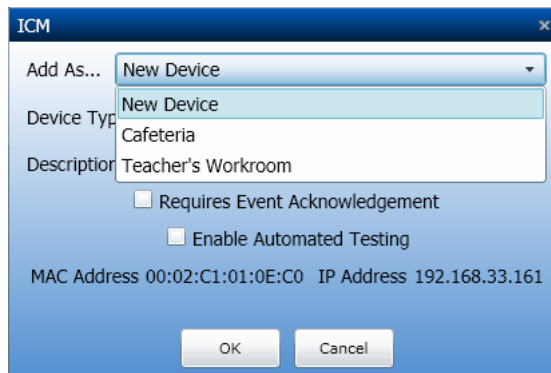 ICM
Add As... New Device
New Device
Device Typ
Cafeteria
Description Teacher's Workroom
Requires Event Acknowledgement
Enable Automated Testing
MAC Address 00:02:C1:01:0E:C0 IP Address 192.168.33.161
OK Cancel